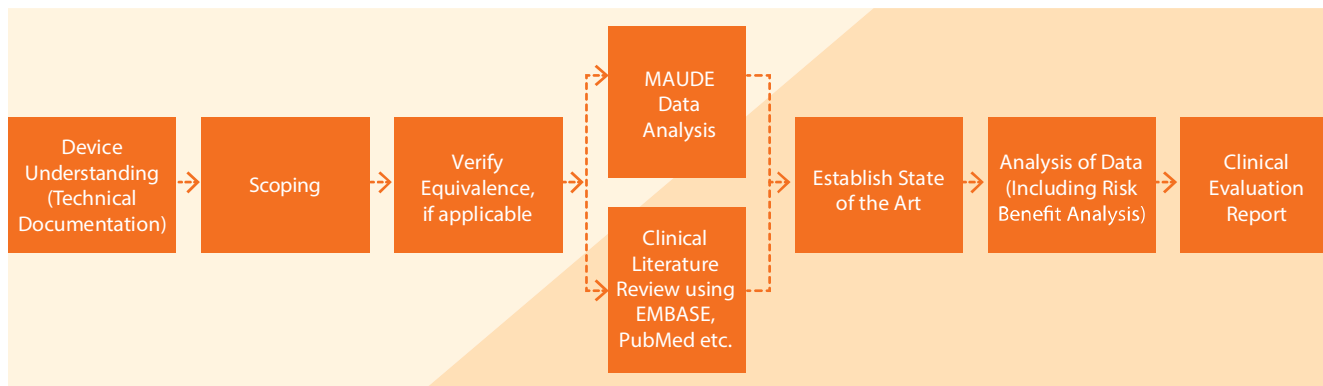 Device
Understanding
(Technical
Documentation)
Scoping
Verify
Equivalence,
if applicable
MAUDE
Data
Analysis
Clinical
Literature
Review using
EMBASE,
PubMed etc.
Establish State
of the Art
Analysis of Data
(Including Risk
Benefit Analysis)
Clinical
Evaluation
Report